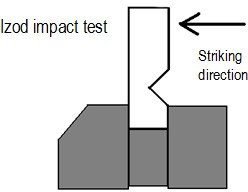 Izod impact test
Striking
direction